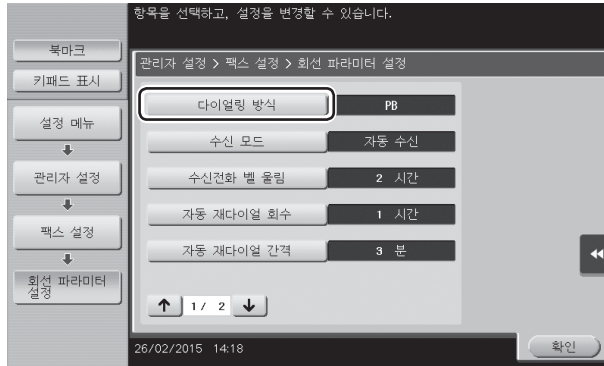 항목을 선택하고, 설정을 변경할 수 있습니다.
북마크
키패드 표시
설정 메뉴
관리자 설정
팩스 설정
회선 파라미터
설정
관리자 설정 > 팩스 설정 > 회선 파라미터 설정
다이얼링 방식 PB
수신 모드 자동 수신
수신전화 벨 울림 2 시간
자동 재다이얼 회수 1 시간
자동 재다이얼 간격 3 분
1/ 2
26/02/2015 14:18
확인